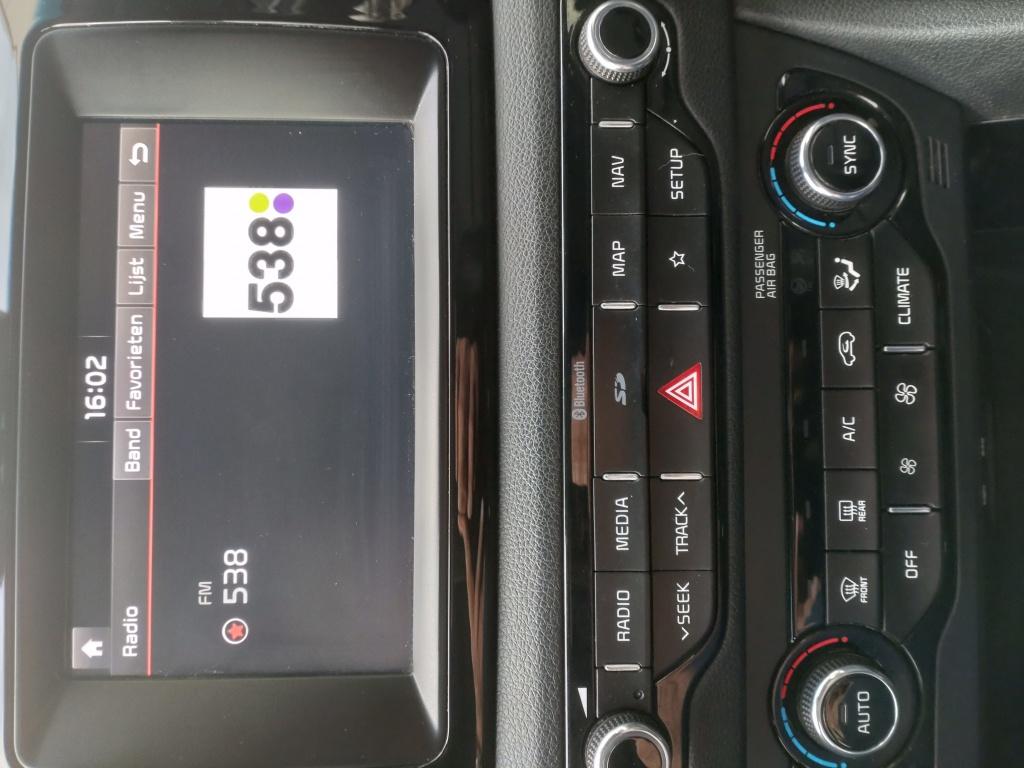 16:02
Radio
Band
Favorieten
Lijst
Menu
FM
538
538
Bluetooth
RADIO
MEDIA
SD
MAP
NAV
SEEK
TRACK
SETUP
PASSENGER
AIR BAG
AUTO
FRONT
REAR
A/C
SYNC
OFF
CLIMATE